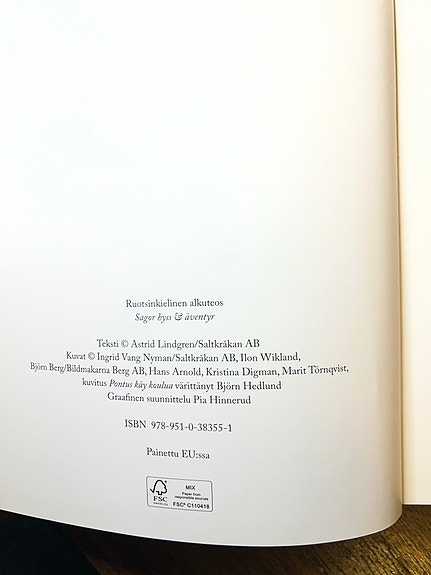 Ruotsinkielinen alkuteos
Sagor hyss & äventyr
Teksti © Astrid Lindgren/Saltkråkan AB
Kuvat © Ingrid Vang Nyman/Saltkråkan AB, Ilon Wikland,
Björn Berg/Bildmakarna Berg AB, Hans Arnold, Kristina Digman, Marit Törnqvist,
kuvitus Pontus käy koulua värittänyt Björn Hedlund
Graafinen suunnittelu Pia Hinnerud
ISBN 978-951-0-38355-1
Painettu EU:ssa
FSC
MIX
Paper from
responsible sources
FSC® C110418